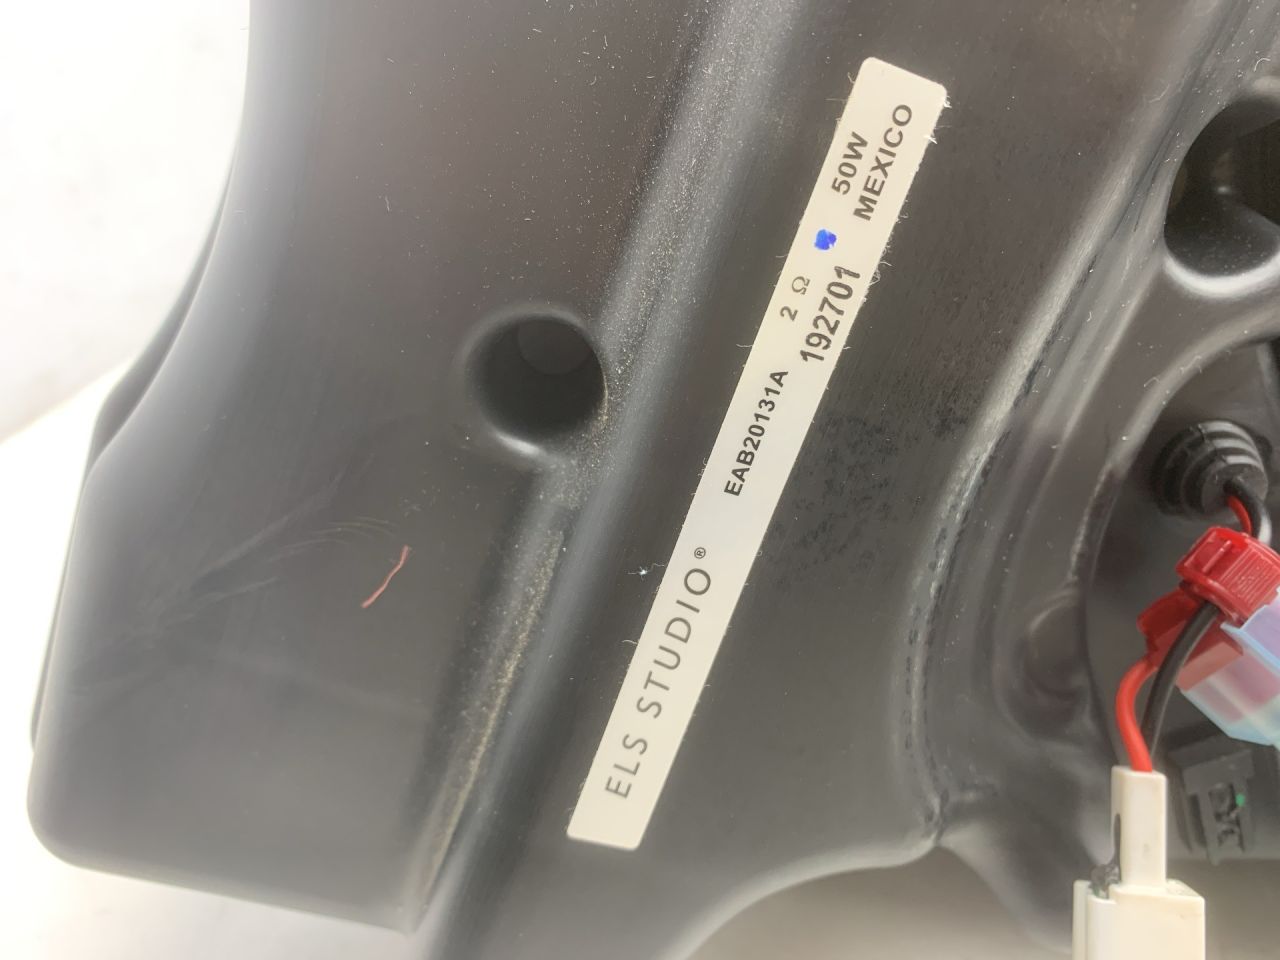 ELS STUDIO® EAB20131A 2 Ω 50W
192701 MEXICO